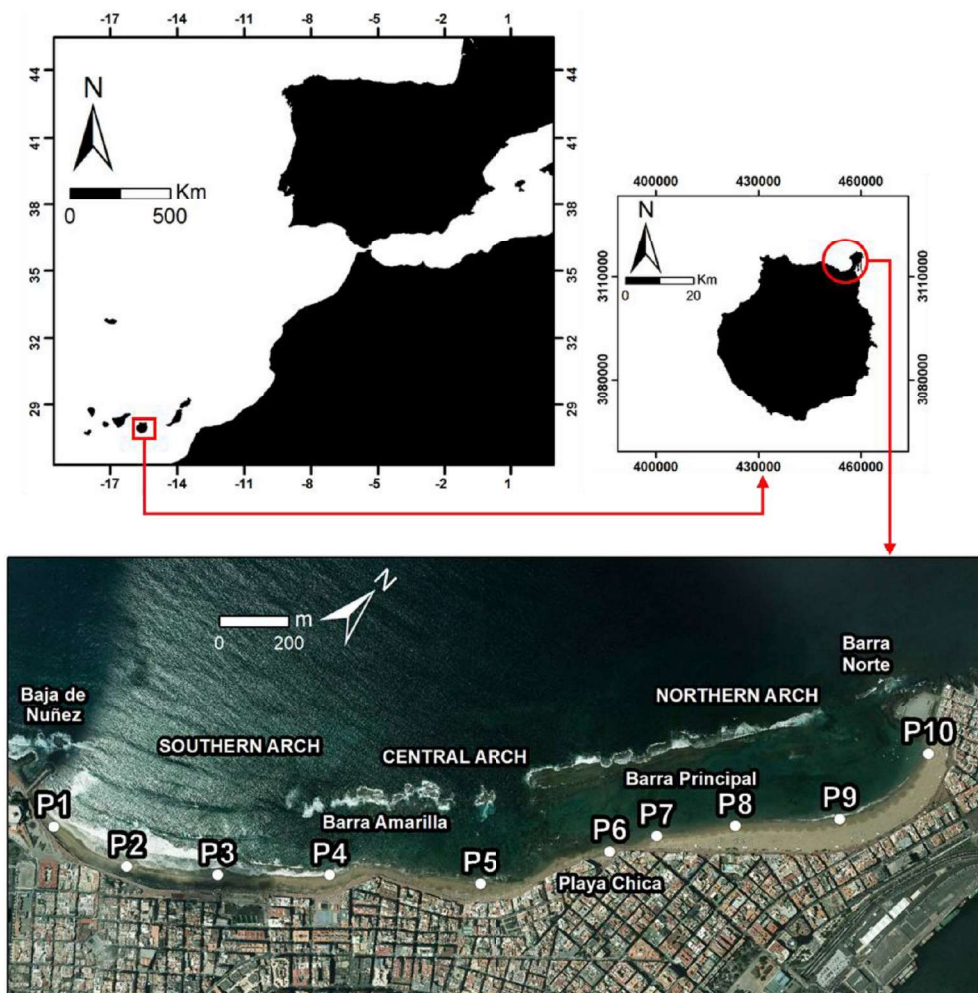 -17 -14 -11 -8 -5 -2 1
44
41
38
35
32
29
N
Km
0 500
44
41
38
35
32
29
-17 -14 -11 -8 -5 -2 1
400000 430000 460000
N
Km
0 20
3110000
3080000
3110000
3080000
400000 430000 460000
N
m
0 200
Barra
Norte
Baja de
Nuñez
NORTHERN ARCH
SOUTHERN ARCH
CENTRAL ARCH
P10
Barra Principal
P1
Barra Amarilla
P9
P8
P7
P6
P2
P3
P4
P5
Playa Chica